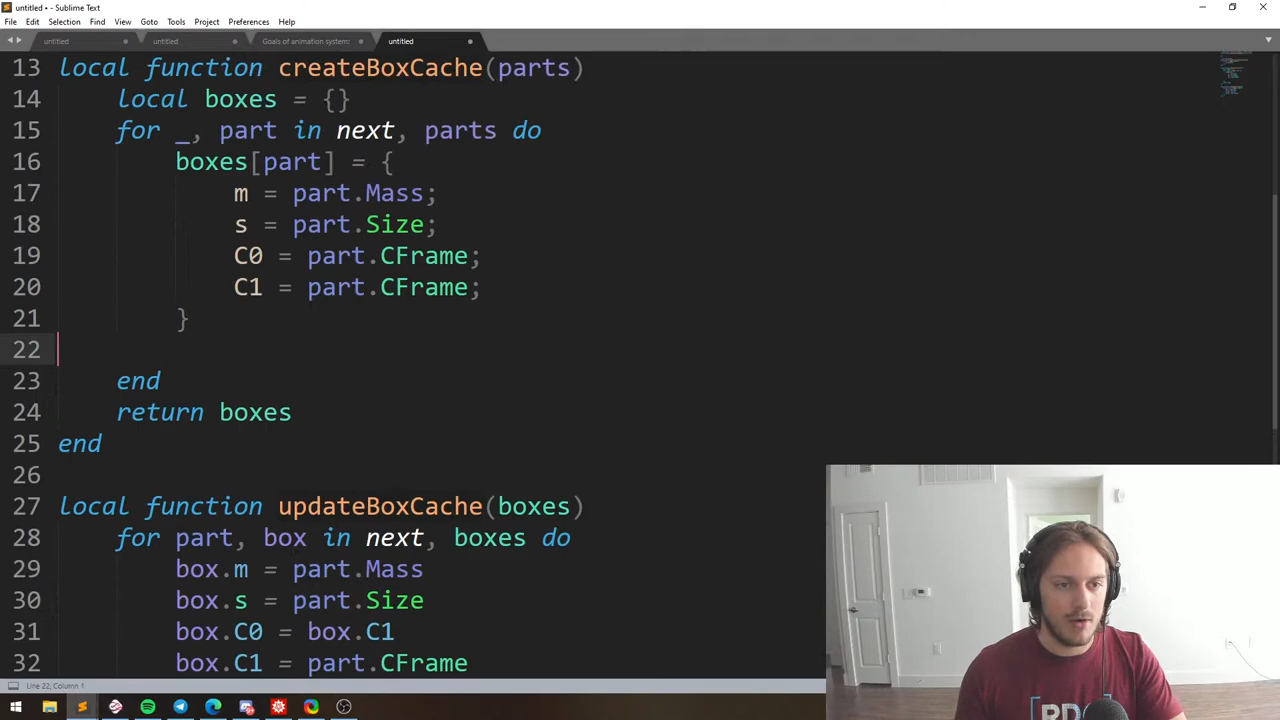 untitled • - Sublime Text
File Edit Selection Find View Goto Tools Project Preferences Help
untitled untitled Goals of animation system: untitled
13 local function createBoxCache(parts)
14 local boxes = {}
15 for _, part in next, parts do
16 boxes[part] = {
17 m = part.Mass;
18 s = part.Size;
19 C0 = part.CFrame;
20 C1 = part.CFrame;
21 }
22
23 end
24 return boxes
25 end
26
27 local function updateBoxCache(boxes)
28 for part, box in next, boxes do
29 box.m = part.Mass
30 box.s = part.Size
31 box.C0 = box.C1
32 box.C1 = part.CFrame
Line 22, Column 1